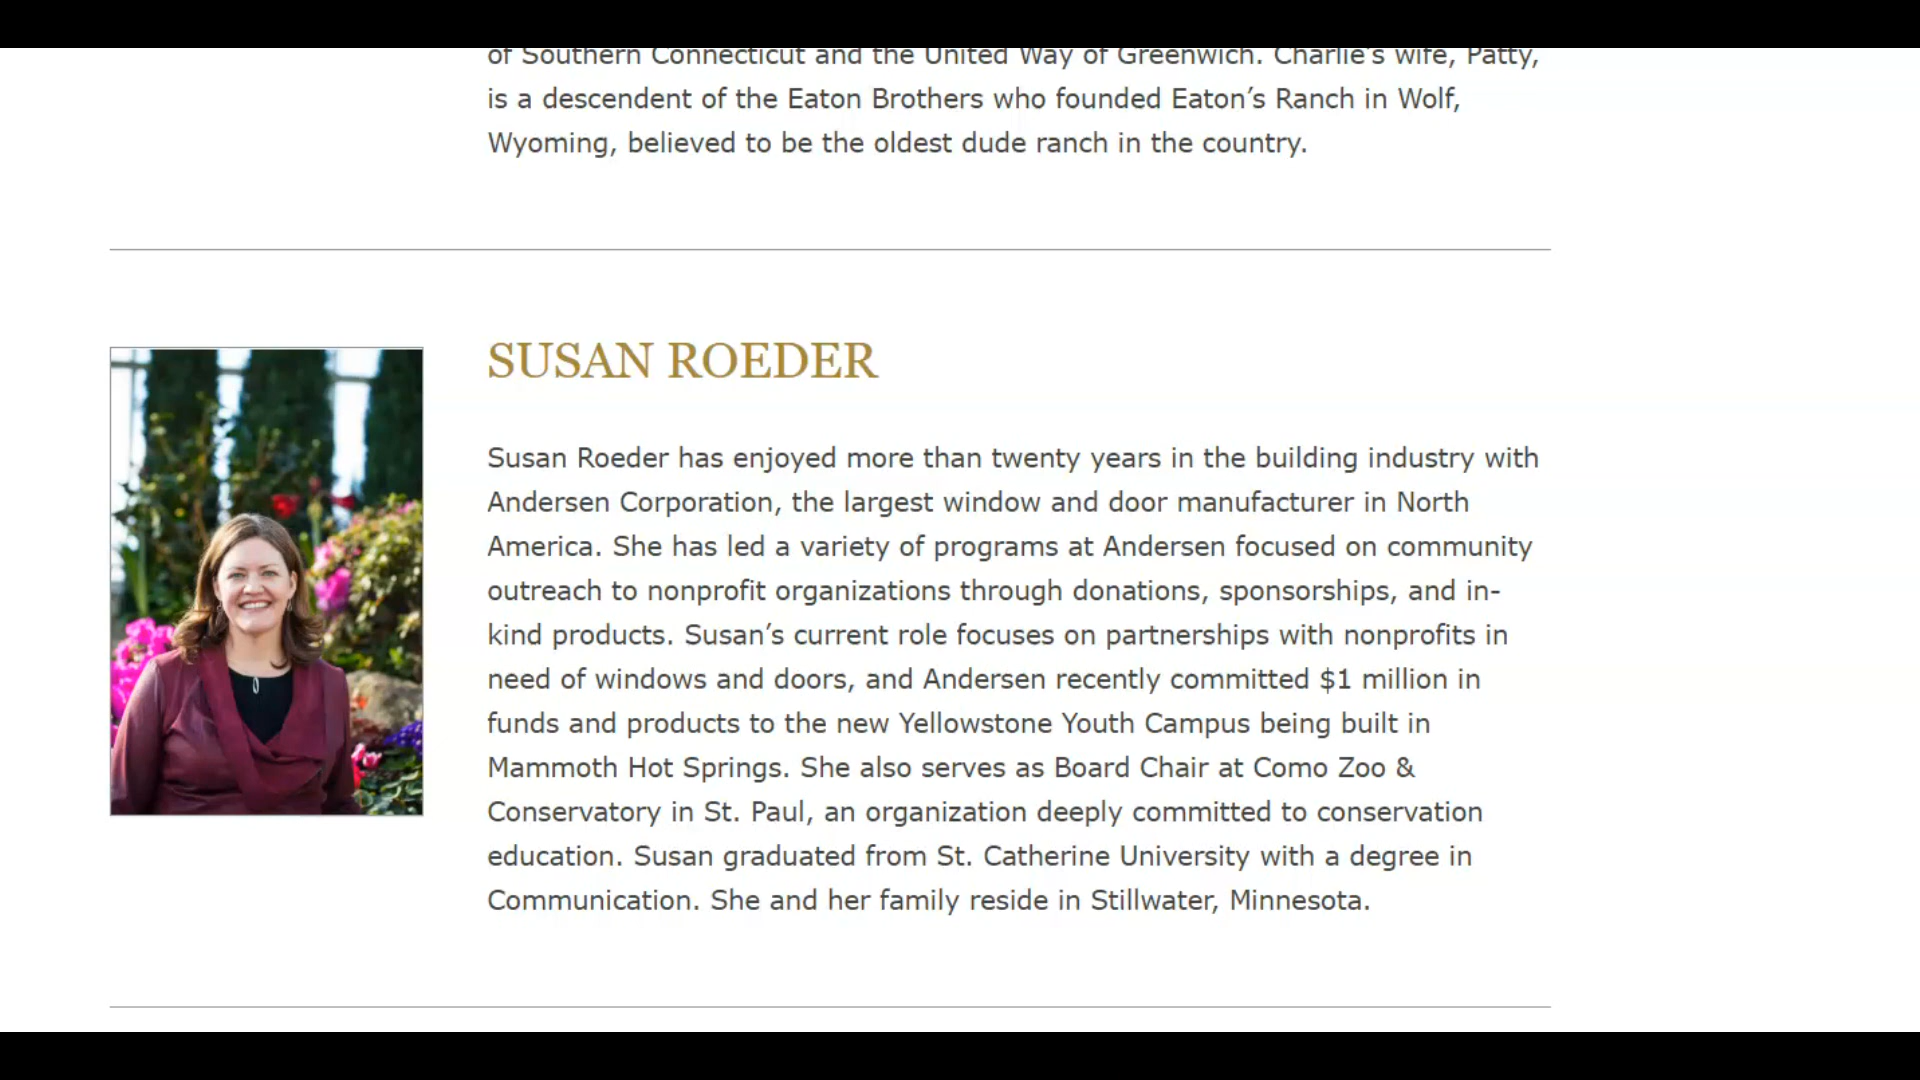 of Southern Connecticut and the United Way of Greenwich. Charlie's wife, Patty,
is a descendent of the Eaton Brothers who founded Eaton’s Ranch in Wolf,
Wyoming, believed to be the oldest dude ranch in the country.
SUSAN ROEDER
Susan Roeder has enjoyed more than twenty years in the building industry with
Andersen Corporation, the largest window and door manufacturer in North
America. She has led a variety of programs at Andersen focused on community
outreach to nonprofit organizations through donations, sponsorships, and in-
kind products. Susan’s current role focuses on partnerships with nonprofits in
need of windows and doors, and Andersen recently committed $1 million in
funds and products to the new Yellowstone Youth Campus being built in
Mammoth Hot Springs. She also serves as Board Chair at Como Zoo &
Conservatory in St. Paul, an organization deeply committed to conservation
education. Susan graduated from St. Catherine University with a degree in
Communication. She and her family reside in Stillwater, Minnesota.